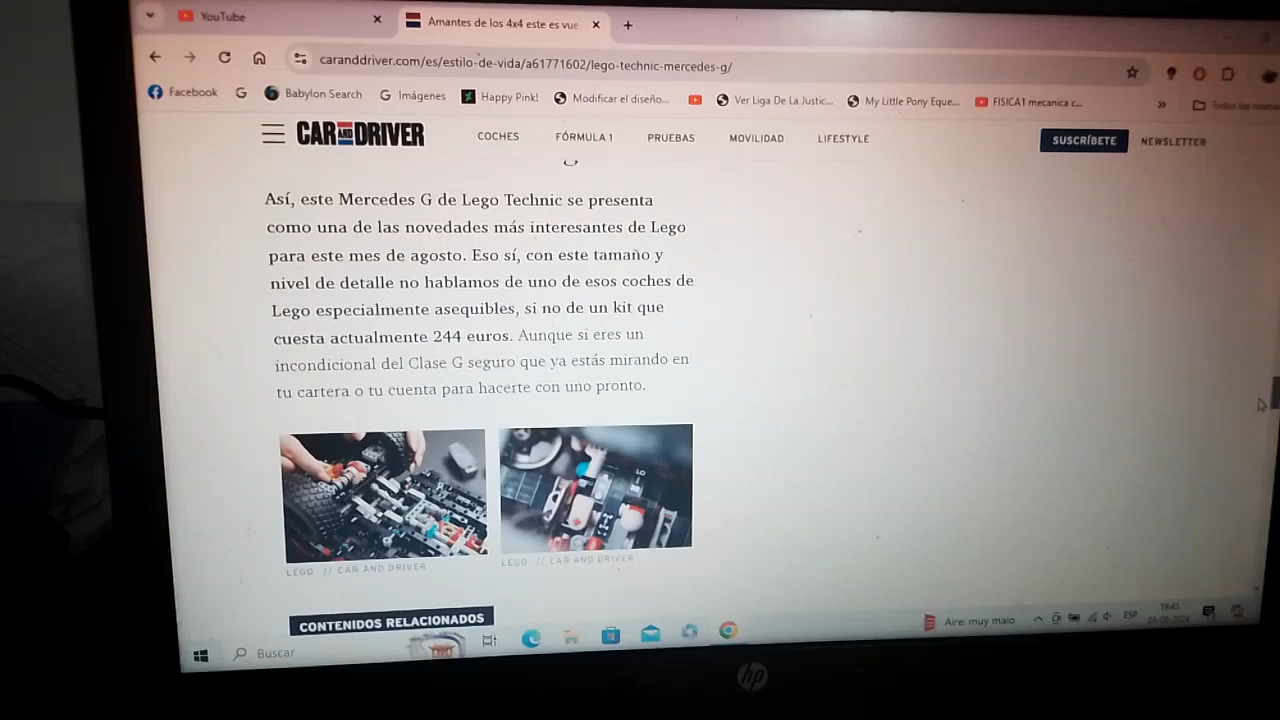 YouTube
Amantes de los 4x4 este es vue
caranddriver.com/es/estilo-de-vida/a61771602/lego-technic-mercedes-g/
Facebook
Babylon Search
Imágenes
Happy Pink!
Modificar el diseño...
Ver Liga De La Justic...
My Little Pony Eque...
FISICA1 mecanica c...
CAR AND DRIVER
COCHES
FÓRMULA 1
PRUEBAS
MOVILIDAD
LIFESTYLE
SUSCRÍBETE
NEWSLETTER
Así, este Mercedes G de Lego Technic se presenta
como una de las novedades más interesantes de Lego
para este mes de agosto. Eso sí, con este tamaño y
nivel de detalle no hablamos de uno de esos coches de
Lego especialmente asequibles, si no de un kit que
cuesta actualmente 244 euros. Aunque si eres un
incondicional del Clase G seguro que ya estás mirando en
tu cartera o tu cuenta para hacerte con uno pronto.
LEGO // CAR AND DRIVER
LEGO // CAR AND DRIVER
CONTENIDOS RELACIONADOS
Buscar
Aire: muy malo
ESP
18:43
hp